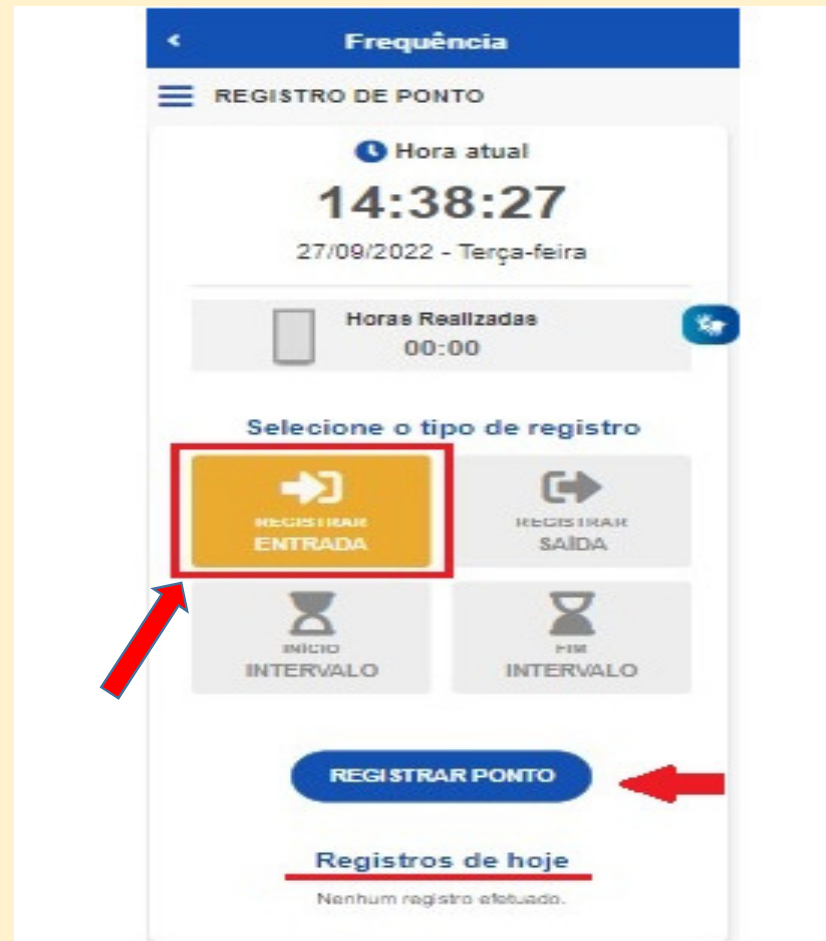 Frequência
REGISTRO DE PONTO
Hora atual
14:38:27
27/09/2022 - Terça-feira
Horas Realizadas
00:00
Selecione o tipo de registro
REGISTRAR
ENTRADA
REGISTRAR
SAÍDA
INÍCIO
INTERVALO
FIM
INTERVALO
REGISTRAR PONTO
Registros de hoje
Nenhum registro efetuado.